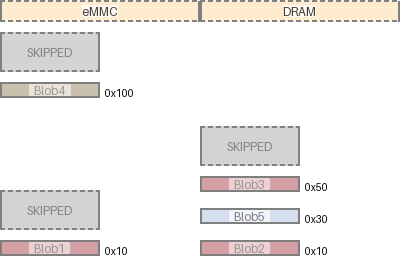 eMMC DRAM
SKIPPED
Blob4 0x100
SKIPPED
Blob3 0x50
SKIPPED
Blob5 0x30
Blob1 0x10
Blob2 0x10